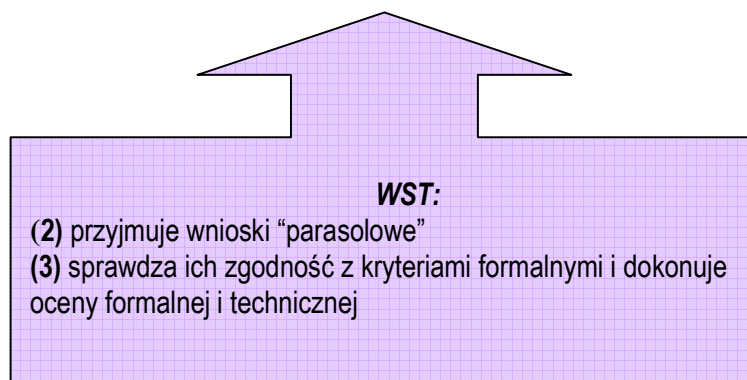 WST:
(2) przyjmuje wnioski “parasolowe”
(3) sprawdza ich zgodność z kryteriami formalnymi i dokonuje
oceny formalnej i technicznej